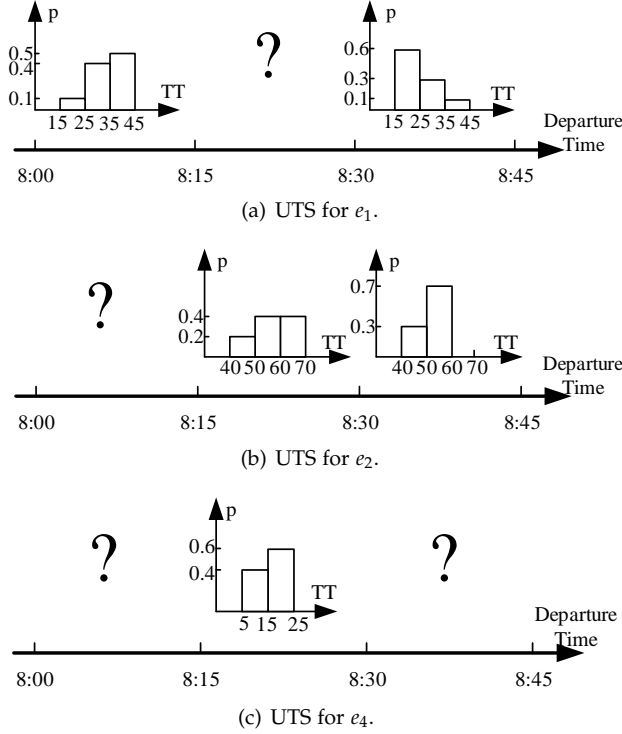 p
p
0.5
0.4
0.1
TT
15 25 35 45
?
0.6
0.3
0.1
TT
15 25 35 45
Departure
Time
8:00 8:15 8:30 8:45
(a) UTS for e1.
?
p
0.4
0.2
TT
40 50 60 70
p
0.7
0.3
TT
40 50 60 70
Departure
Time
8:00 8:15 8:30 8:45
(b) UTS for e2.
?
p
0.6
0.4
TT
5 15 25
?
Departure
Time
8:00 8:15 8:30 8:45
(c) UTS for e4.